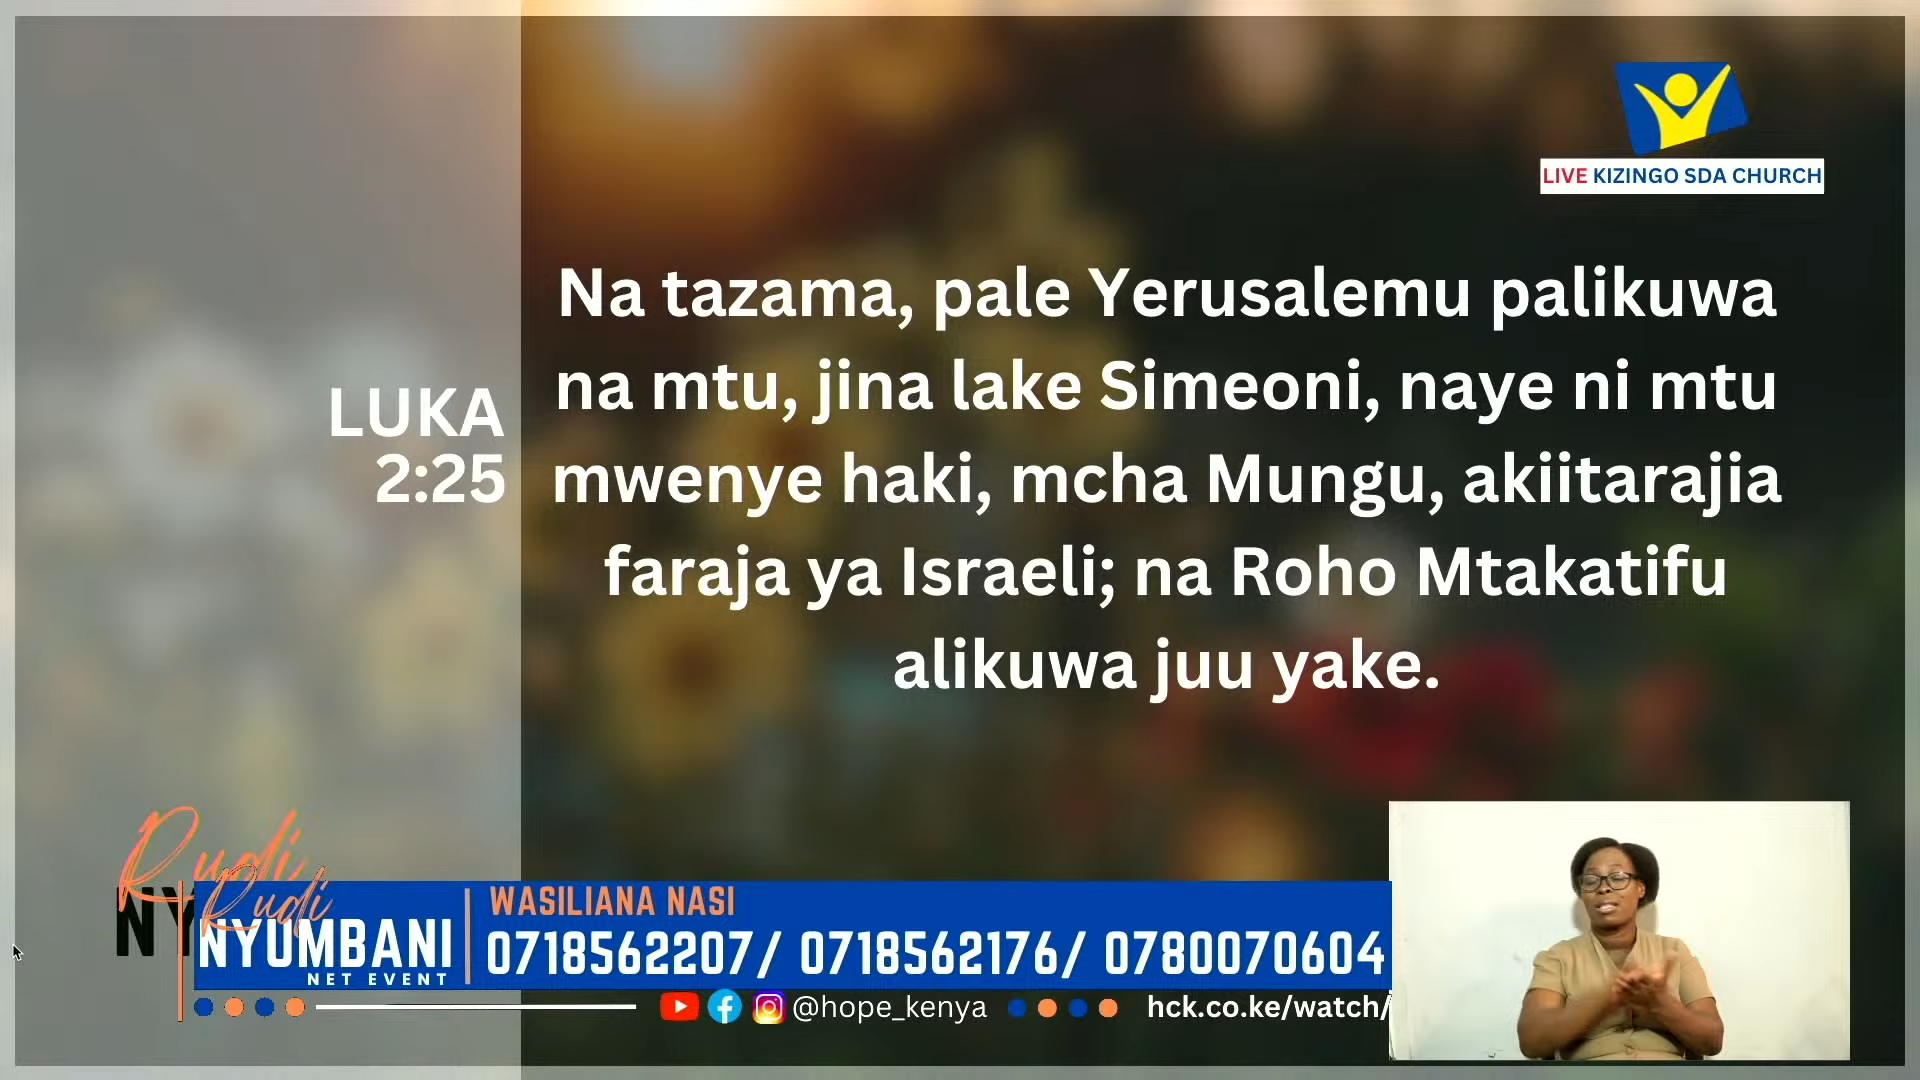 LIVE KIZINGO SDA CHURCH
LUKA
2:25
Na tazama, pale Yerusalemu palikuwa
na mtu, jina lake Simeoni, naye ni mtu
mwenye haki, mcha Mungu, akiitarajia
faraja ya Israeli; na Roho Mtakatifu
alikuwa juu yake.
Rudi
NY
Rudi
NYUMBANI
NET EVENT
WASILIANA NASI
0718562207/ 0718562176/ 0780070604
@hope_kenya
hck.co.ke/watch/